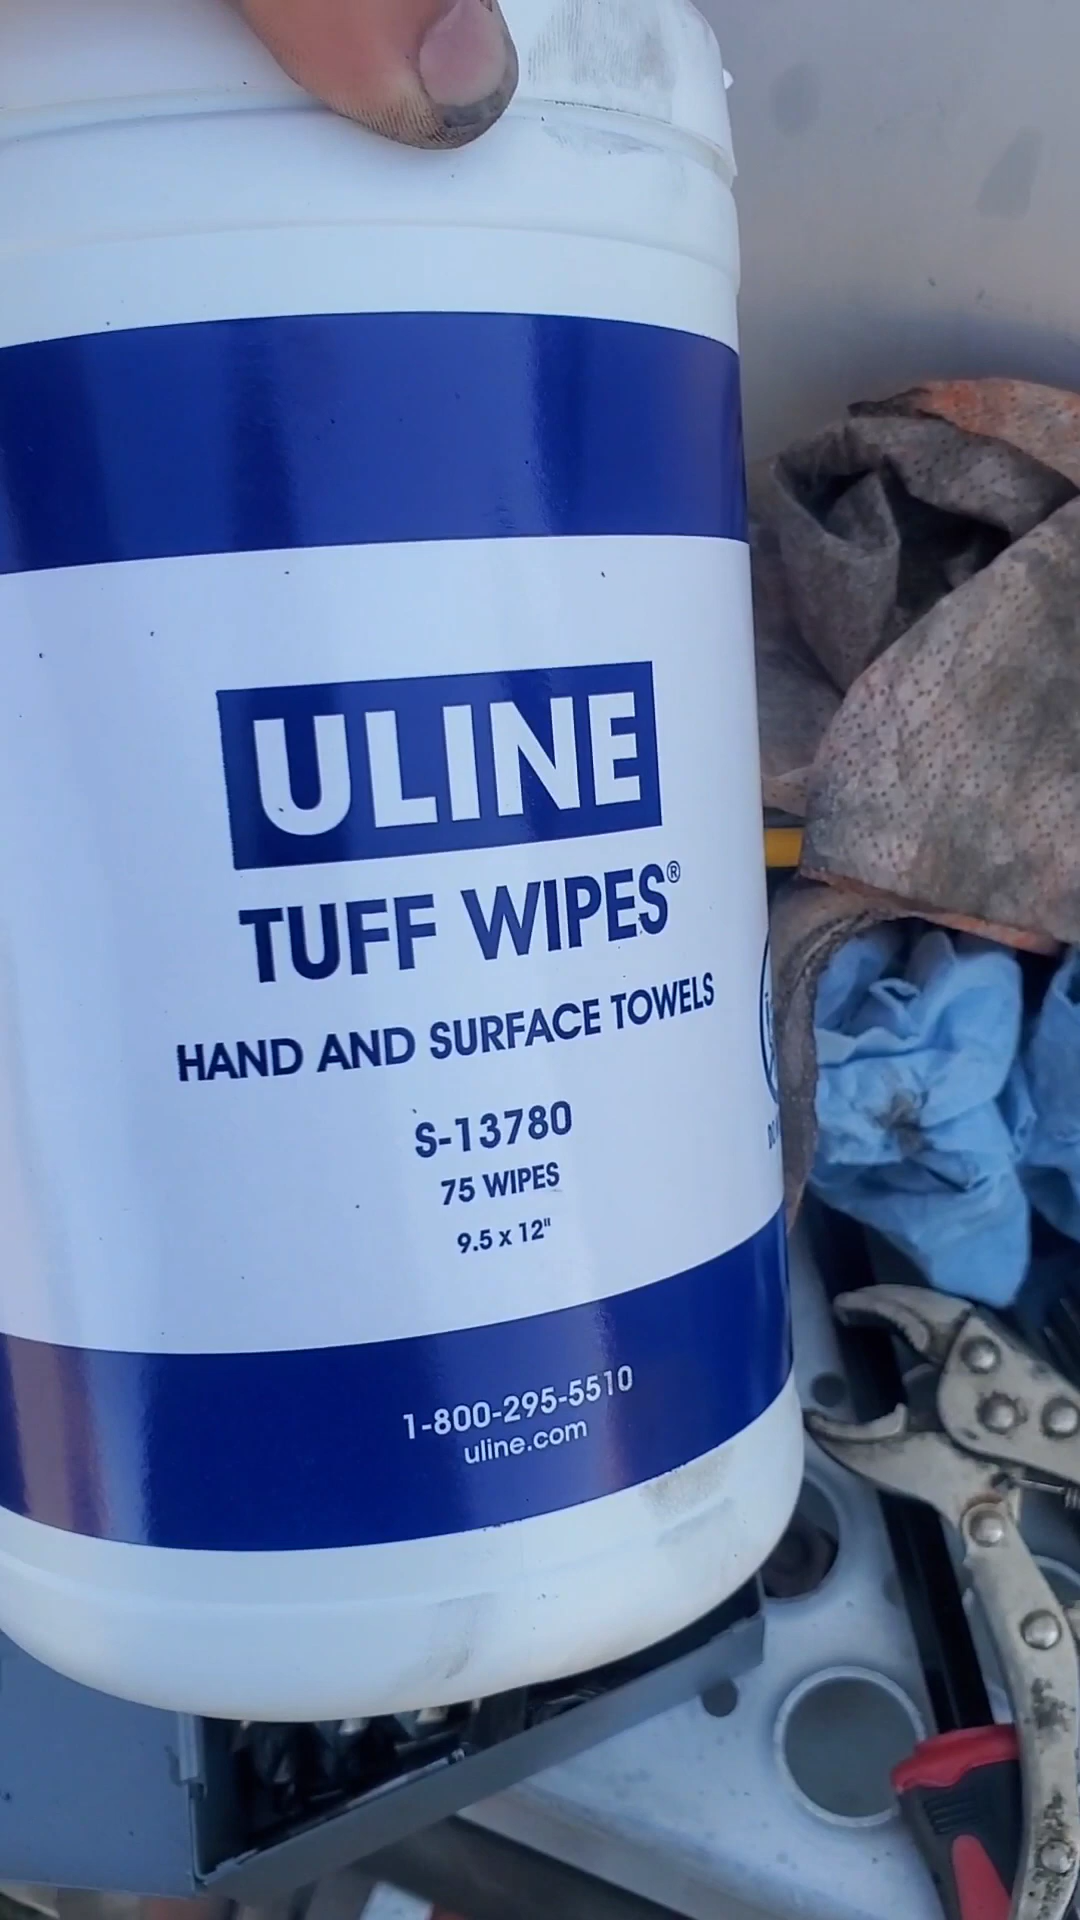 ULINE
TUFF WIPES®
HAND AND SURFACE TOWELS
S-13780
75 WIPES
9.5 x 12"
1-800-295-5510
uline.com